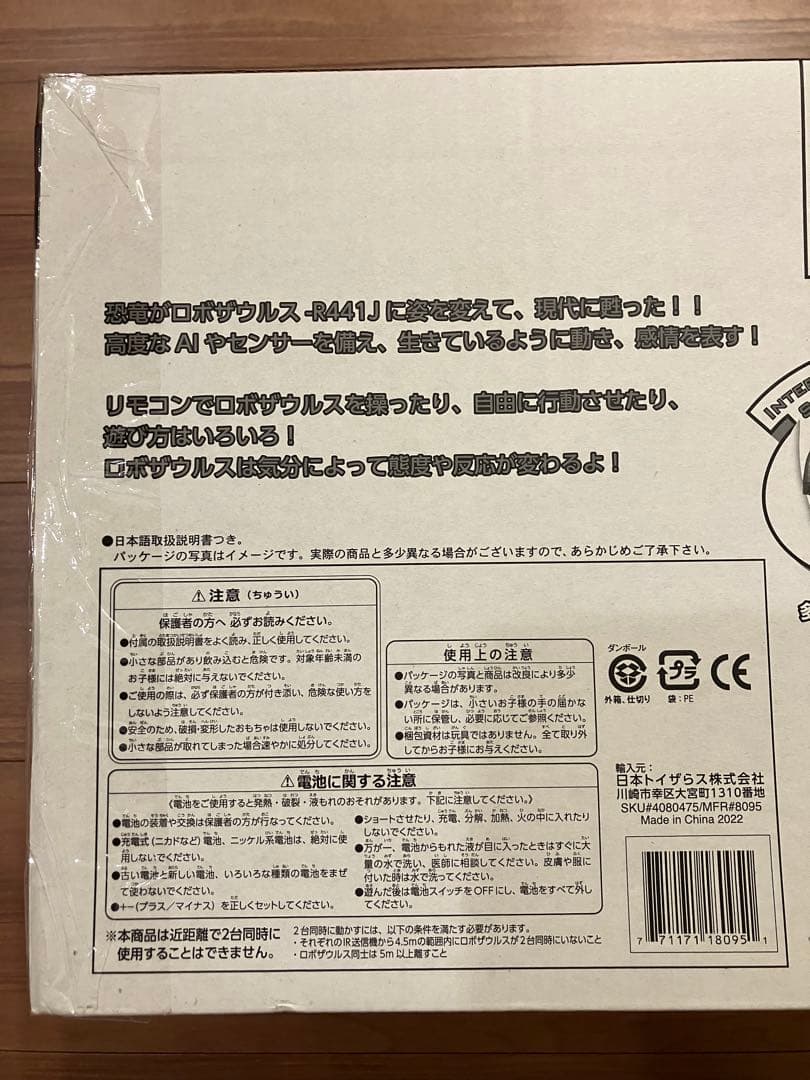 恐竜がロボザウルス -R441J に姿を変えて、現代に甦った！！
高度な AI やセンサーを備え、生きているように動き、感情を表す！
リモコンでロボザウルスを操ったり、自由に行動させたり、
遊び方はいろいろ！
ロボザウルスは気分によって態度や反応が変わるよ！
●日本語取扱説明書つき。
パッケージの写真はイメージです。実際の商品と多少異なる場合がございますので、あらかじめご了承下さい。
⚠注意（ちゅうい）
保護者の方へ 必ずお読みください。
●付属の取扱説明書をよく読み、正しく使用してください。
●小さな部品があり飲み込むと危険です。対象年齢未満の
お子様には絶対に与えないでください。
●ご使用の際は、必ず保護者の方が付き添い、危険な使い方を
しないよう注意してください。
●安全のため、破損・変形したおもちゃは使用しないでください。
●小さな部品が取れてしまった場合速やかに処分してください。
使用上の注意
●パッケージの写真と商品は改良により多少
異なる場合があります。
●パッケージは、小さいお子様の手の届かな
い所に保管し、必要に応じてご参照ください。
●梱包資材は玩具ではありません。全て取り外
してからお子様にお与えください。
ダンボール
外箱、仕切り
プラ
袋：PE
CE
輸入元：
日本トイザらス株式会社
川崎市幸区大宮町1310番地
SKU#4080475/MFR#8095
Made in China 2022
⚠電池に関する注意
（電池をご使用すると発熱・破裂・液もれのおそれがあります。下記に注意してください。）
●電池の装着や交換は保護者の方が行なってください。
●充電式（ニカドなど）電池、ニッケル系電池は、絶対に使
用しないでください。
●古い電池と新しい電池、いろいろな種類の電池をまぜ
て使わないでください。
●+−（プラス／マイナス）を正しくセットしてください。
●ショートさせたり、充電、分解、加熱、火の中に入れたり
しないでください。
●万が一、電池からもれた液が目に入ったときはすぐに大
量の水で洗い、医師に相談してください。皮膚や服に
付いた時は水で洗ってください。
●遊んだ後は電池スイッチをOFFにし、電池をすべて外し
てください。
※本商品は近距離で2台同時に
使用することはできません。
2台同時に動かすには、以下の条件を満たす必要があります。
・それぞれのIR送信機から4.5mの範囲内にロボザウルスが2台同時にいないこと
・ロボザウルス同士は 5m 以上離すこと
7 71171 18095 1
INTER